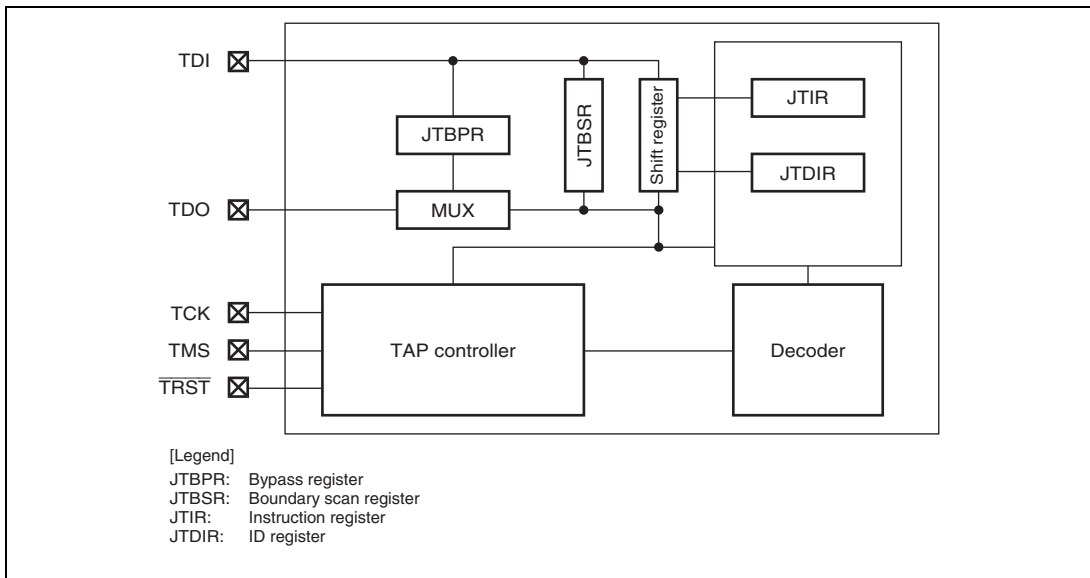 TDI
JTBPR
JTBSR
Shift register
JTIR
JTDIR
TDO
MUX
TCK
TMS
TRST
TAP controller
Decoder
[Legend]
JTBPR: Bypass register
JTBSR: Boundary scan register
JTIR: Instruction register
JTDIR: ID register